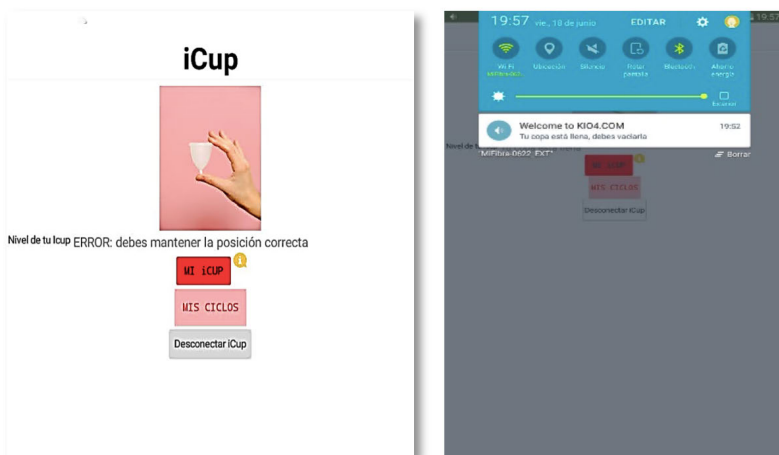 iCup
Nivel de tu Icup ERROR: debes mantener la posición correcta
MI iCUP
MIS CICLOS
Desconectar iCup
19:57 vie., 18 de junio EDITAR
19:57
Wi-Fi Ubicación Silencio Rotar pantalla Bluetooth Ahorro energía
Exterior
Welcome to KIO4.COM 19:52
Tu copa está llena, debes vaciarla
Nivel de tu
MiFibra-0622_EXT" Borrar
MI iCUP
MIS CICLOS
Desconectar iCup